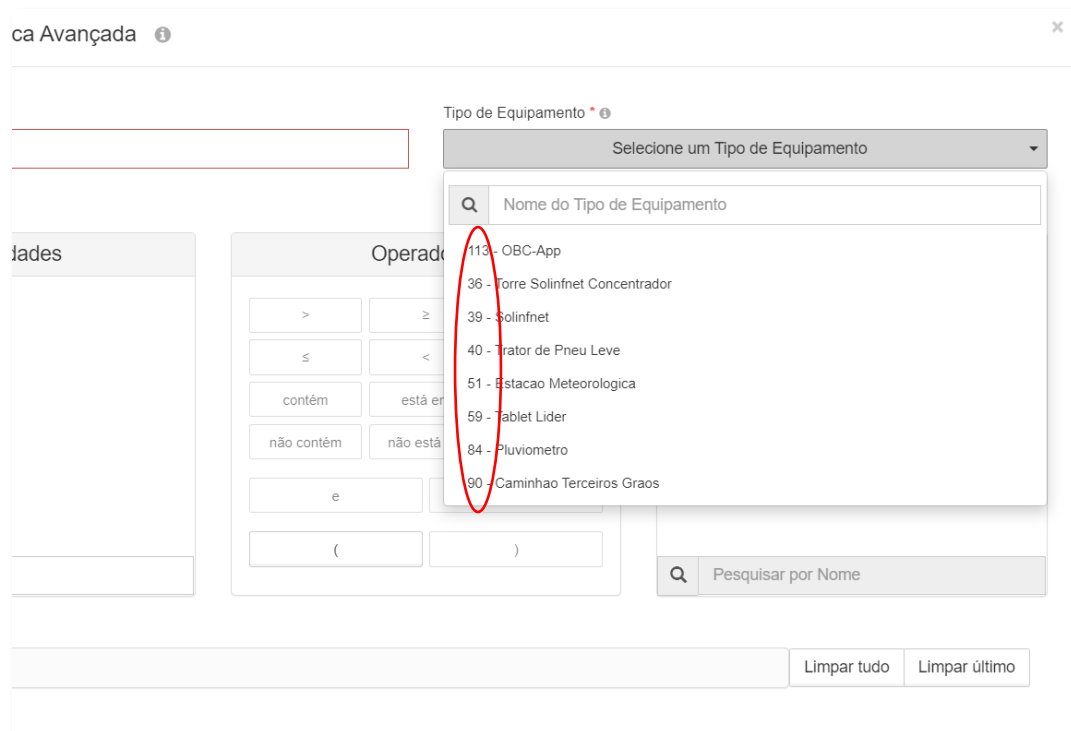 ca Avançada
×
Tipo de Equipamento *
Selecione um Tipo de Equipamento
Nome do Tipo de Equipamento
113 - OBC-App
36 - Torre Solinfnet Concentrador
39 - Solinfnet
40 - Trator de Pneu Leve
51 - Estacao Meteorologica
59 - Tablet Lider
84 - Pluviometro
90 - Caminhao Terceiros Graos
dades
Operado
> ≥
≤ <
contém está en
não contém não está
e
( )
Pesquisar por Nome
Limpar tudo Limpar último